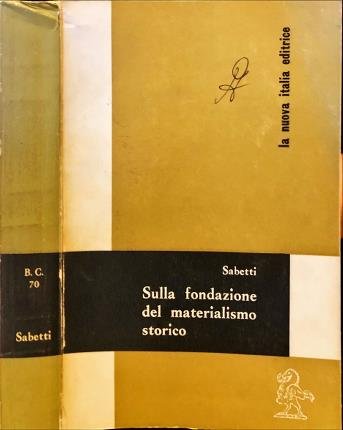 B. C.
70
Sabetti
la nuova italia editrice
Sabetti
Sulla fondazione
del materialismo
storico